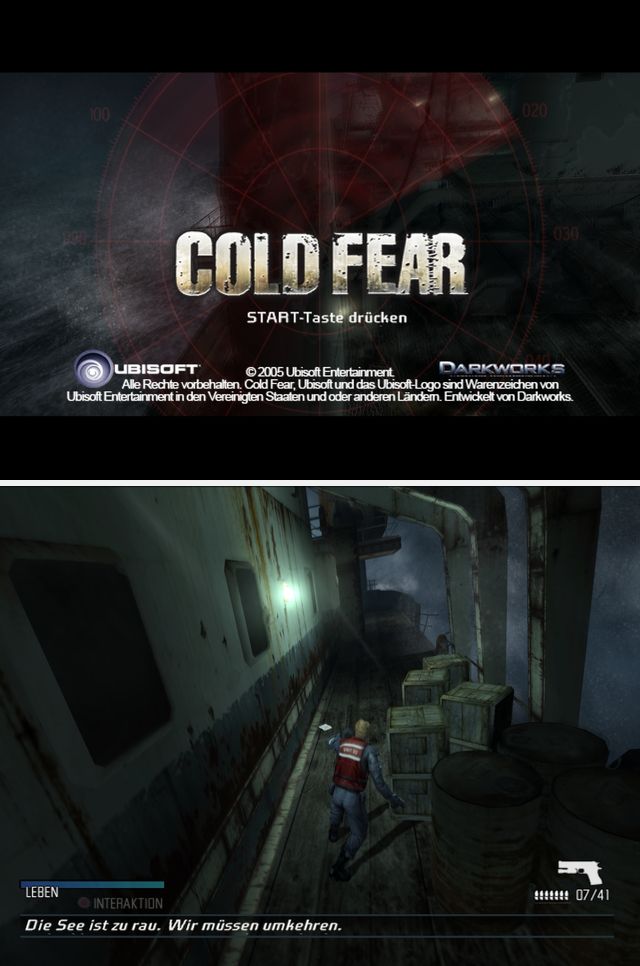 100
020
030
COLD FEAR
START-Taste drücken
040
UBISOFT
DARKWORKS
© 2005 Ubisoft Entertainment.
Alle Rechte vorbehalten. Cold Fear, Ubisoft und das Ubisoft-Logo sind Warenzeichen von
Ubisoft Entertainment in den Vereinigten Staaten und oder anderen Ländern. Entwickelt von Darkworks.
LEBEN
07/41
INTERAKTION
Die See ist zu rau. Wir müssen umkehren.